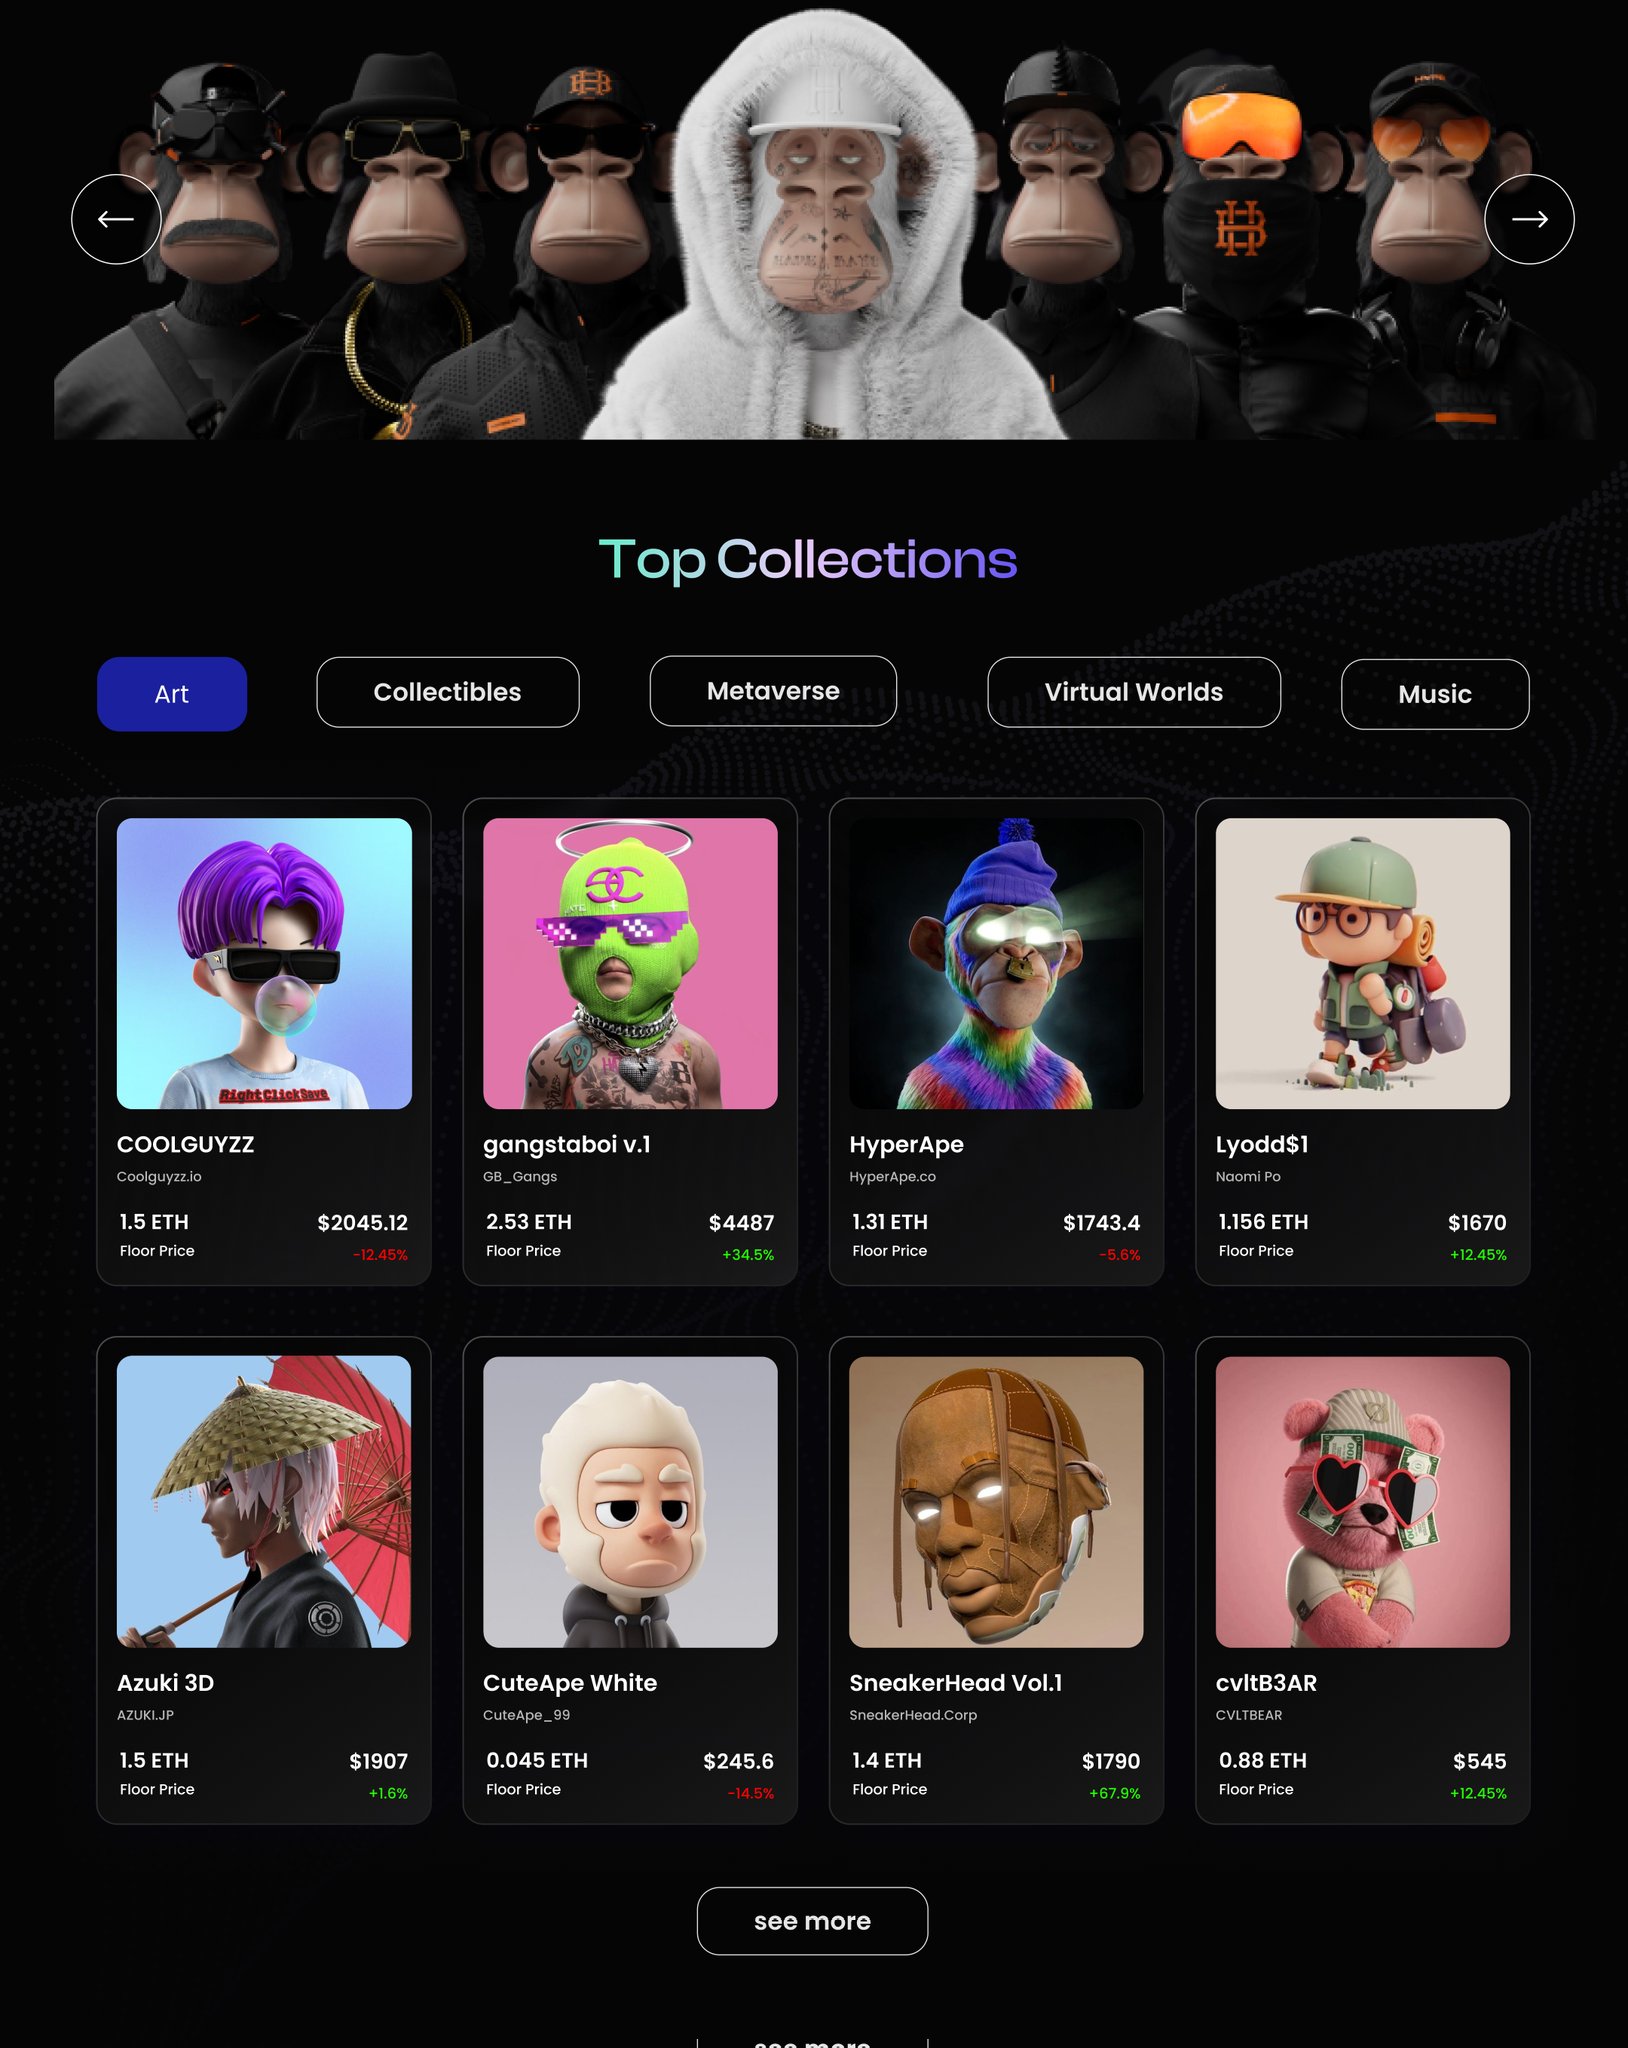 Top Collections
Art
Collectibles
Metaverse
Virtual Worlds
Music
RightClickSave
COOLGUYZZ
Coolguyzz.io
1.5 ETH
$2045.12
Floor Price
-12.45%
gangstaboi v.1
GB_Gangs
2.53 ETH
$4487
Floor Price
+34.5%
HyperApe
HyperApe.co
1.31 ETH
$1743.4
Floor Price
-5.6%
Lyodd$1
Naomi Po
1.156 ETH
$1670
Floor Price
+12.45%
Azuki 3D
AZUKI.JP
1.5 ETH
$1907
Floor Price
+1.6%
CuteApe White
CuteApe_99
0.045 ETH
$245.6
Floor Price
-14.5%
SneakerHead Vol.1
SneakerHead.Corp
1.4 ETH
$1790
Floor Price
+67.9%
cvltB3AR
CVLTBEAR
0.88 ETH
$545
Floor Price
+12.45%
see more
see more